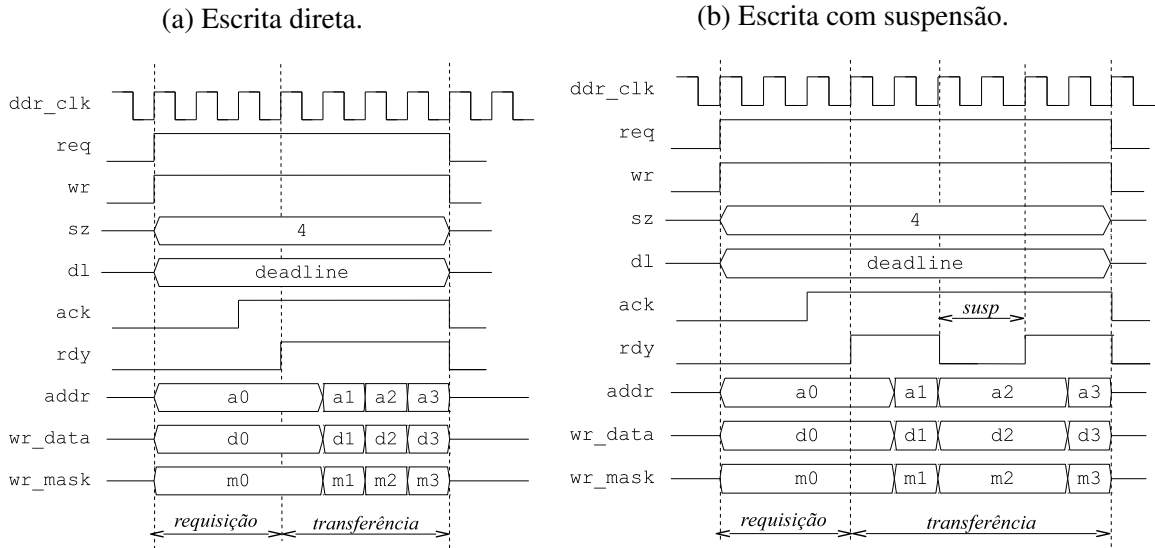 (a) Escrita direta.
ddr_clk
req
wr
sz 4
dl deadline
ack
rdy
addr a0 a1 a2 a3
wr_data d0 d1 d2 d3
wr_mask m0 m1 m2 m3
requisição transferência
(b) Escrita com suspensão.
ddr_clk
req
wr
sz 4
dl deadline
ack
susp
rdy
addr a0 a1 a2 a3
wr_data d0 d1 d2 d3
wr_mask m0 m1 m2 m3
requisição transferência